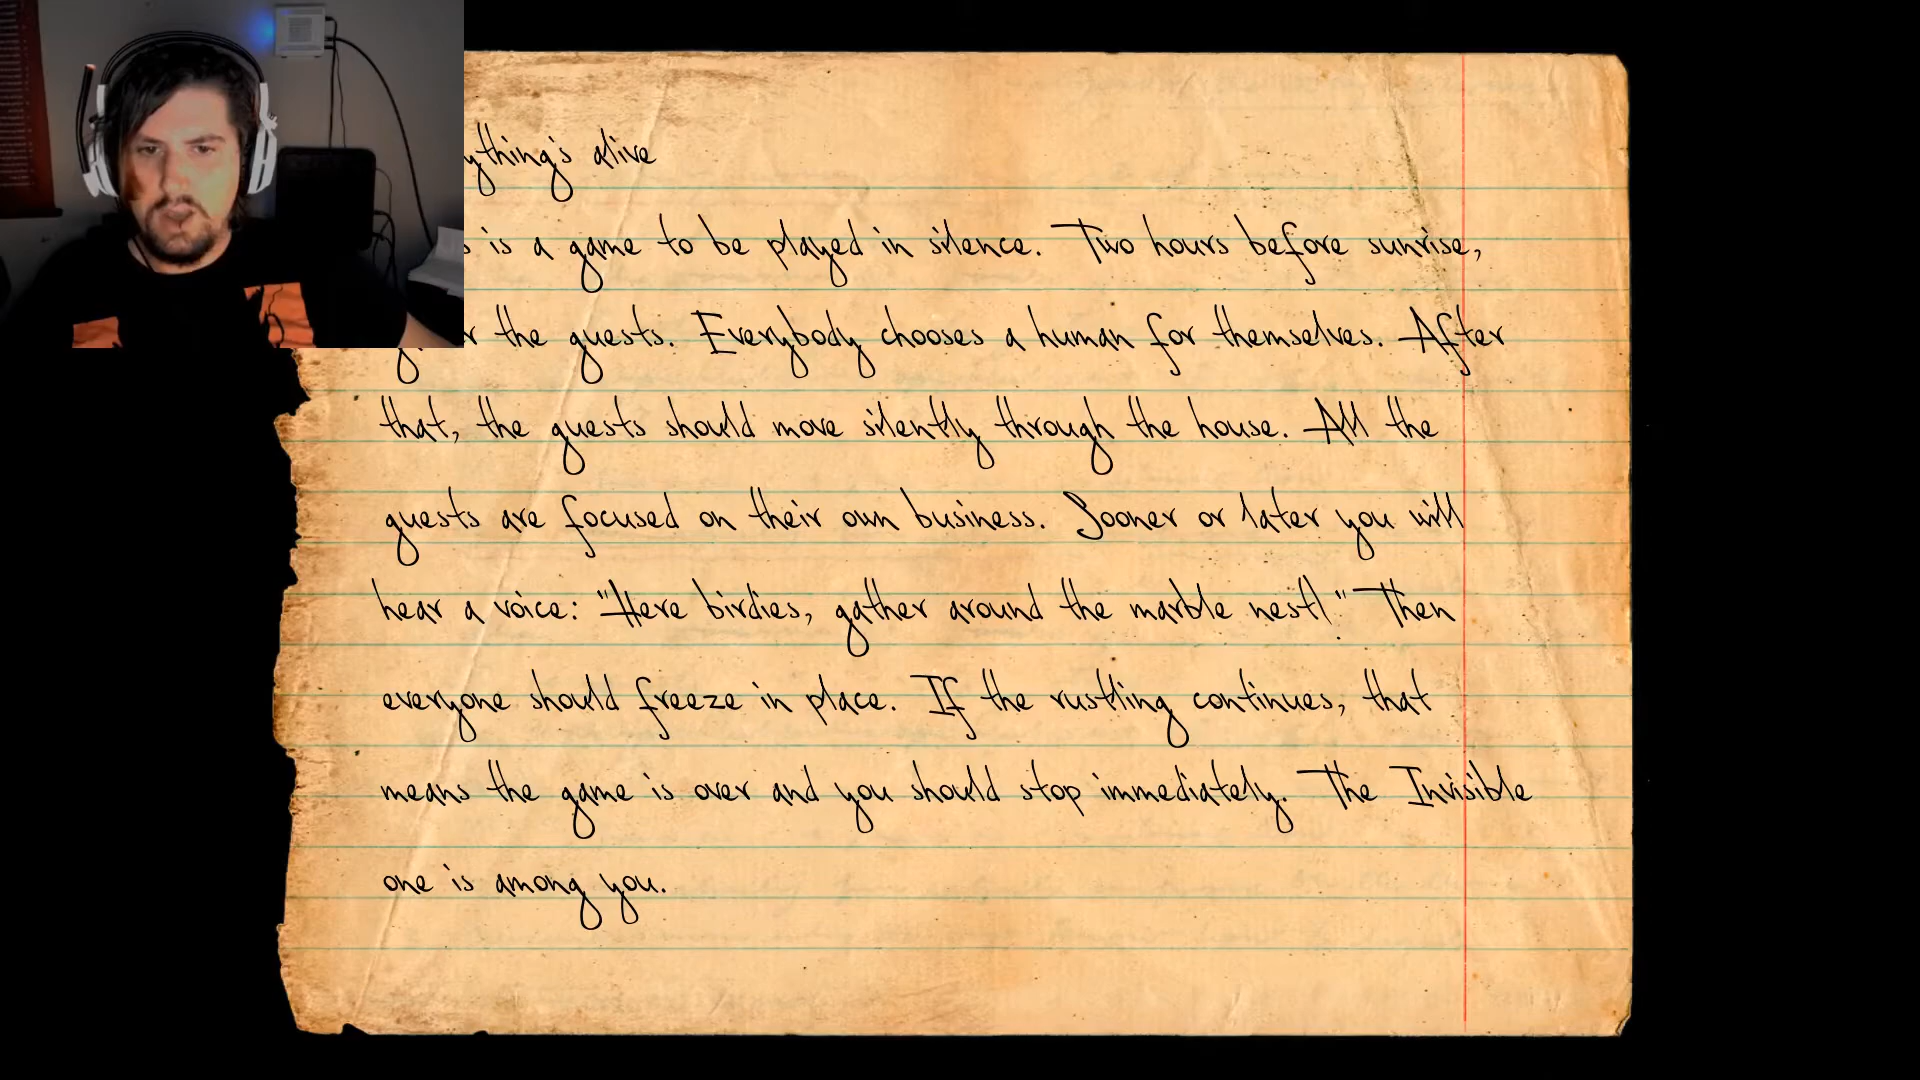 ything's alive
s is a game to be played in silence. Two hours before sunrise,
the guests. Everybody chooses a human for themselves. After
that, the guests should move silently through the house. All the
guests are focused on their own business. Sooner or later you will
hear a voice: "Here birdies, gather around the marble nest!" Then
everyone should freeze in place. If the rustling continues, that
means the game is over and you should stop immediately. The Invisible
one is among you.